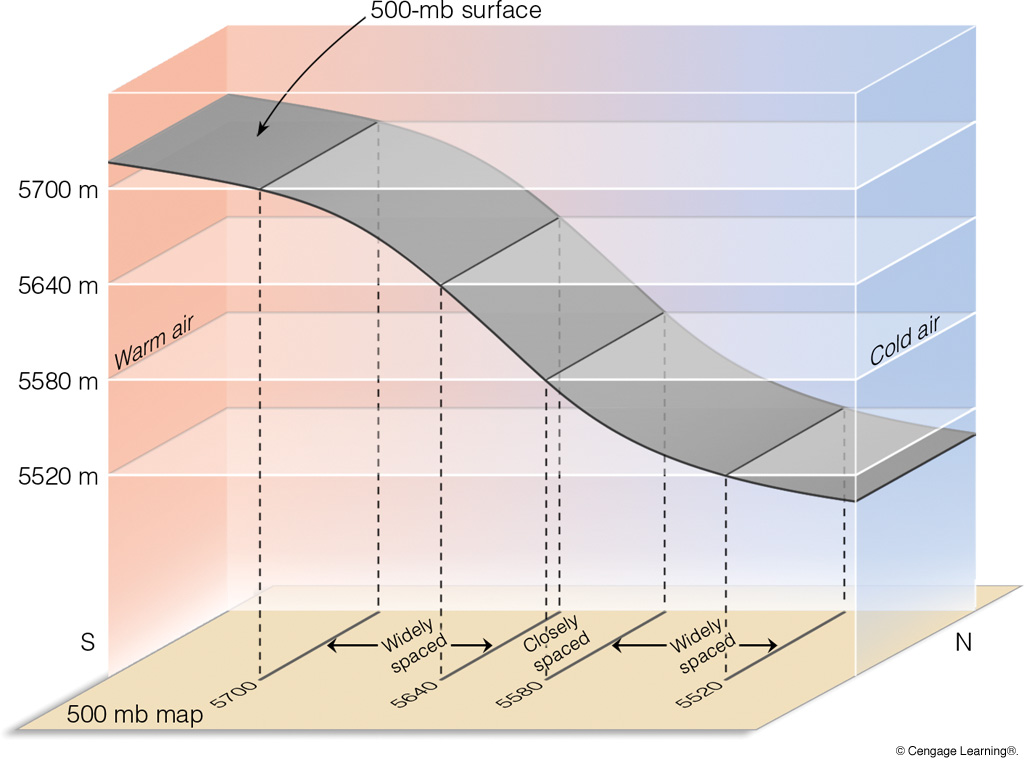 500-mb surface
5700 m
5640 m
Warm air
Cold air
5580 m
5520 m
S
N
Widely
spaced
Closely
spaced
Widely
spaced
5700
5640
5580
5520
500 mb map
© Cengage Learning®.